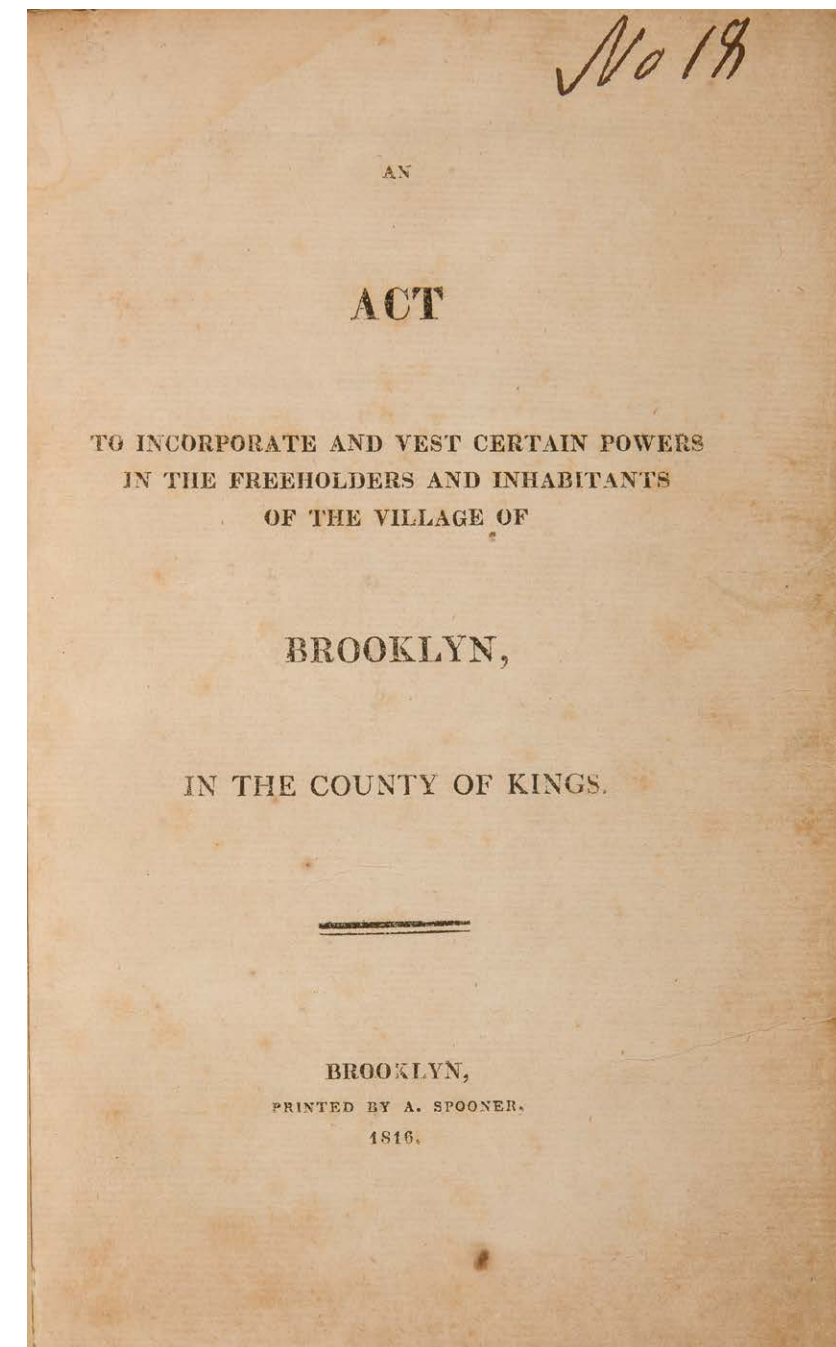 No 18
AN
ACT
TO INCORPORATE AND VEST CERTAIN POWERS
IN THE FREEHOLDERS AND INHABITANTS
OF THE VILLAGE OF
BROOKLYN,
IN THE COUNTY OF KINGS.
BROOKLYN,
PRINTED BY A. SPOONER,
1816.